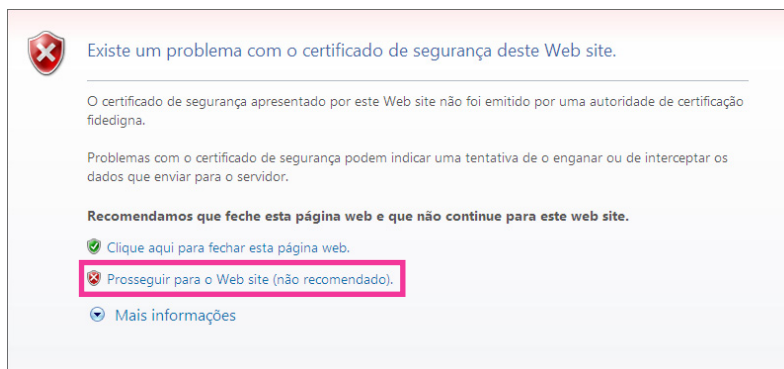 Existe um problema com o certificado de segurança deste Web site.
O certificado de segurança apresentado por este Web site não foi emitido por uma autoridade de certificação
fidedigna.
Problemas com o certificado de segurança podem indicar uma tentativa de o enganar ou de interceptar os
dados que enviar para o servidor.
Recomendamos que feche esta página web e que não continue para este web site.
Clique aqui para fechar esta página web.
Prosseguir para o Web site (não recomendado).
Mais informações